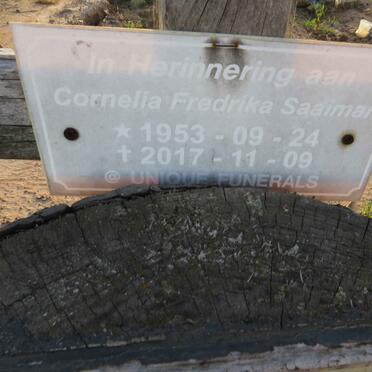 In Herinnering aan
Cornelia Fredrika Saaiman
★ 1953 - 09 - 24
✝ 2017 - 11 - 09
@ UNIQUE FUNERALS